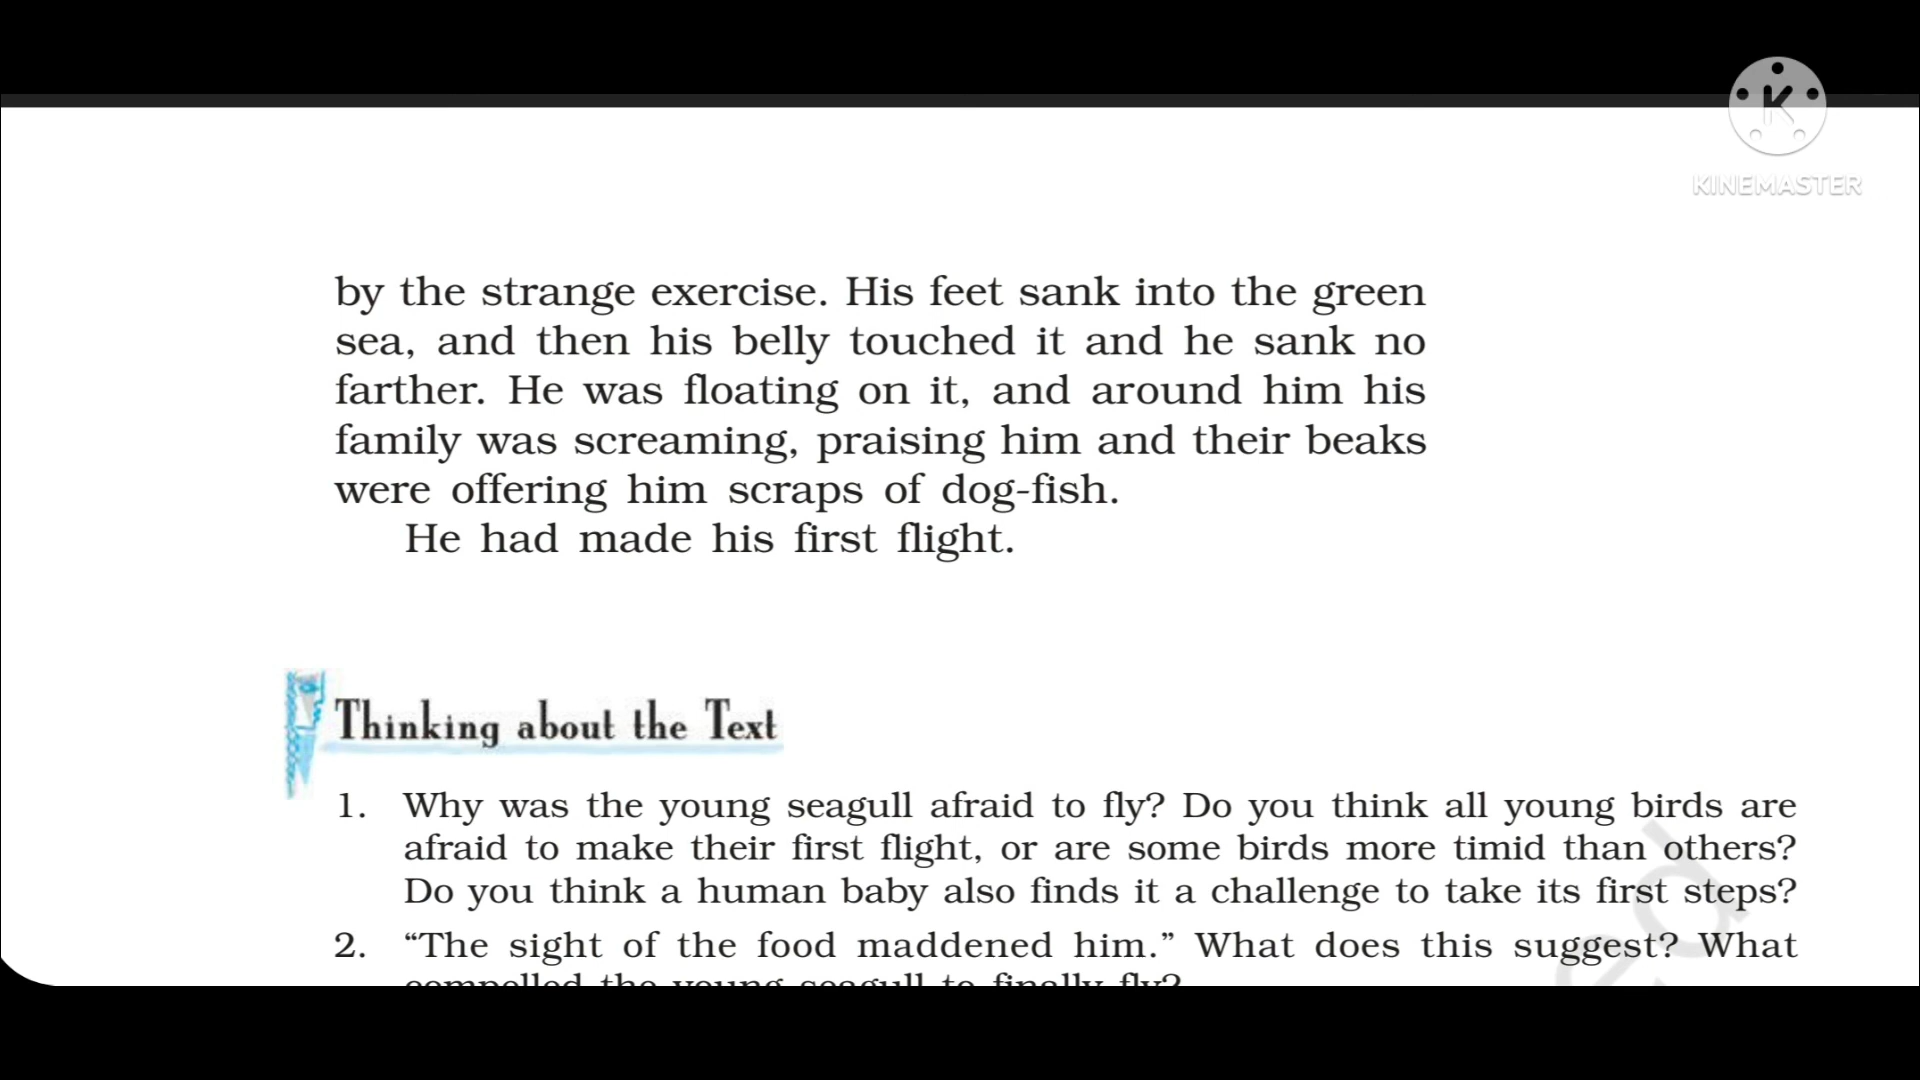 KINEMASTER
by the strange exercise. His feet sank into the green
sea, and then his belly touched it and he sank no
farther. He was floating on it, and around him his
family was screaming, praising him and their beaks
were offering him scraps of dog-fish.
He had made his first flight.
Thinking about the Text
1. Why was the young seagull afraid to fly? Do you think all young birds are
afraid to make their first flight, or are some birds more timid than others?
Do you think a human baby also finds it a challenge to take its first steps?
2. “The sight of the food maddened him.” What does this suggest? What
compelled the young seagull to finally fly?